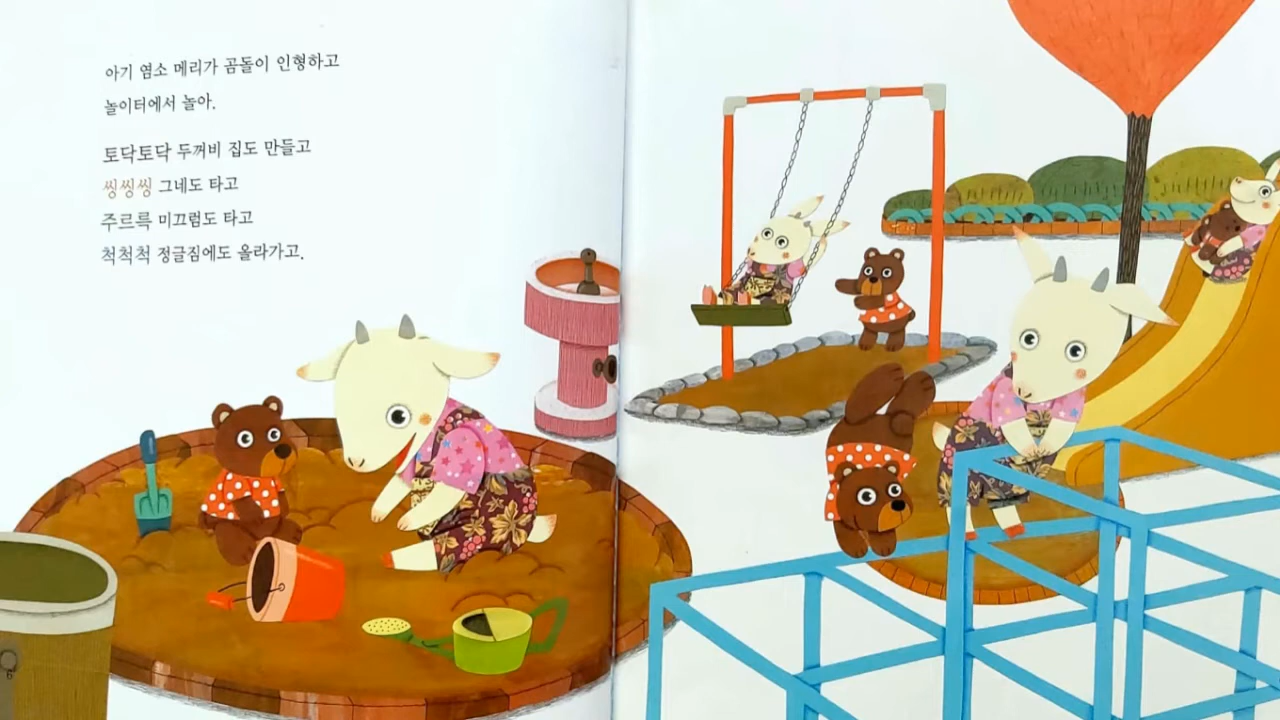 아기 염소 메리가 곰돌이 인형하고
놀이터에서 놀아.
토닥토닥 두꺼비 집도 만들고
씽씽씽 그네도 타고
주르륵 미끄럼도 타고
척척척 정글짐에도 올라가고.